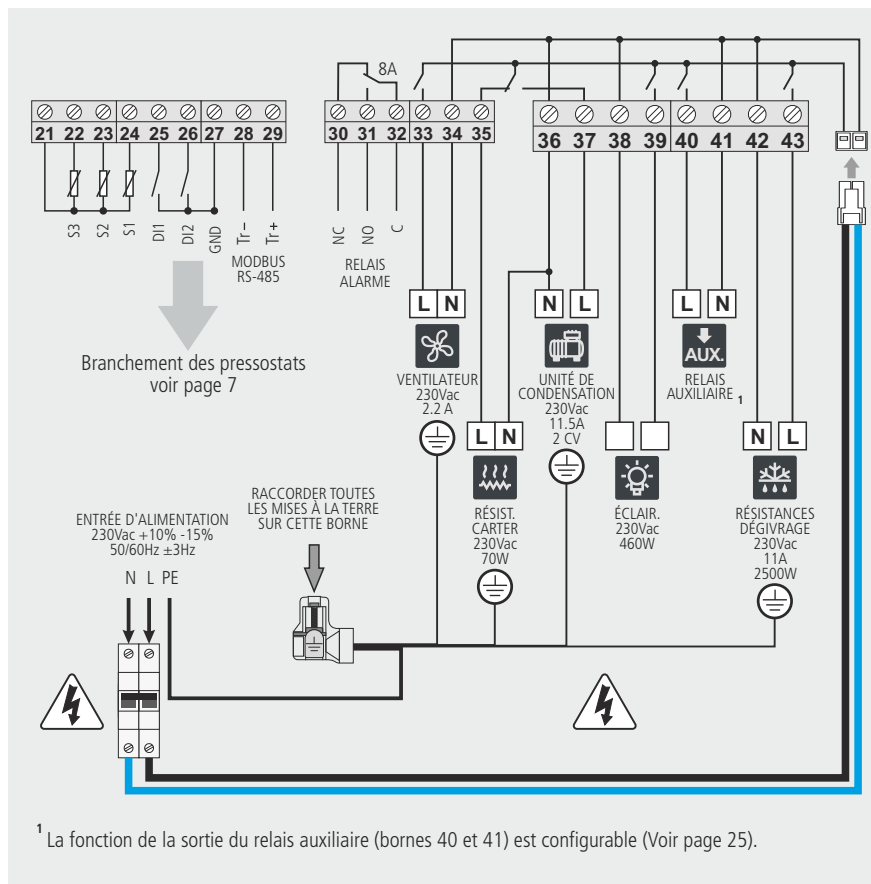 8A
21 22 23 24 25 26 27 28 29
30 31 32 33 34 35
36 37 38 39 40 41 42 43
S3 S2 S1 DI1 DI2 GND Tr− Tr+
MODBUS
RS-485
NC NO C
RELAIS
ALARME
Branchement des pressostats
voir page 7
L N
VENTILATEUR
230Vac
2.2 A
N L
UNITÉ DE
CONDENSATION
230Vac
11.5A
2 CV
L N
AUX.
RELAIS
AUXILIAIRE 1
L N
RÉSIST.
CARTER
230Vac
70W
ÉCLAIR.
230Vac
460W
N L
RÉSISTANCES
DÉGIVRAGE
230Vac
11A
2500W
RACCORDER TOUTES
LES MISES À LA TERRE
SUR CETTE BORNE
ENTRÉE D'ALIMENTATION
230Vac +10% -15%
50/60Hz ±3Hz
N L PE
1 La fonction de la sortie du relais auxiliaire (bornes 40 et 41) est configurable (Voir page 25).